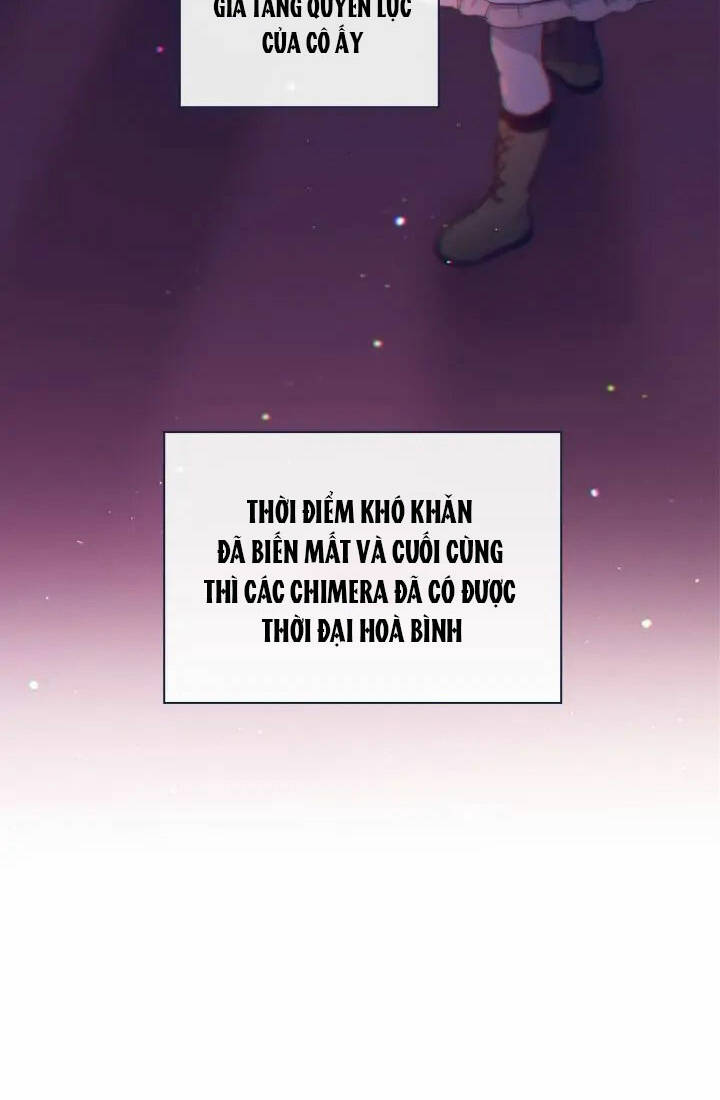 GIA TĂNG QUYỀN LỰC
CỦA CÔ ẤY
THỜI ĐIỂM KHÓ KHĂN
ĐÃ BIẾN MẤT VÀ CUỐI CÙNG
THÌ CÁC CHIMERA ĐÃ CÓ ĐƯỢC
THỜI ĐẠI HOÀ BÌNH